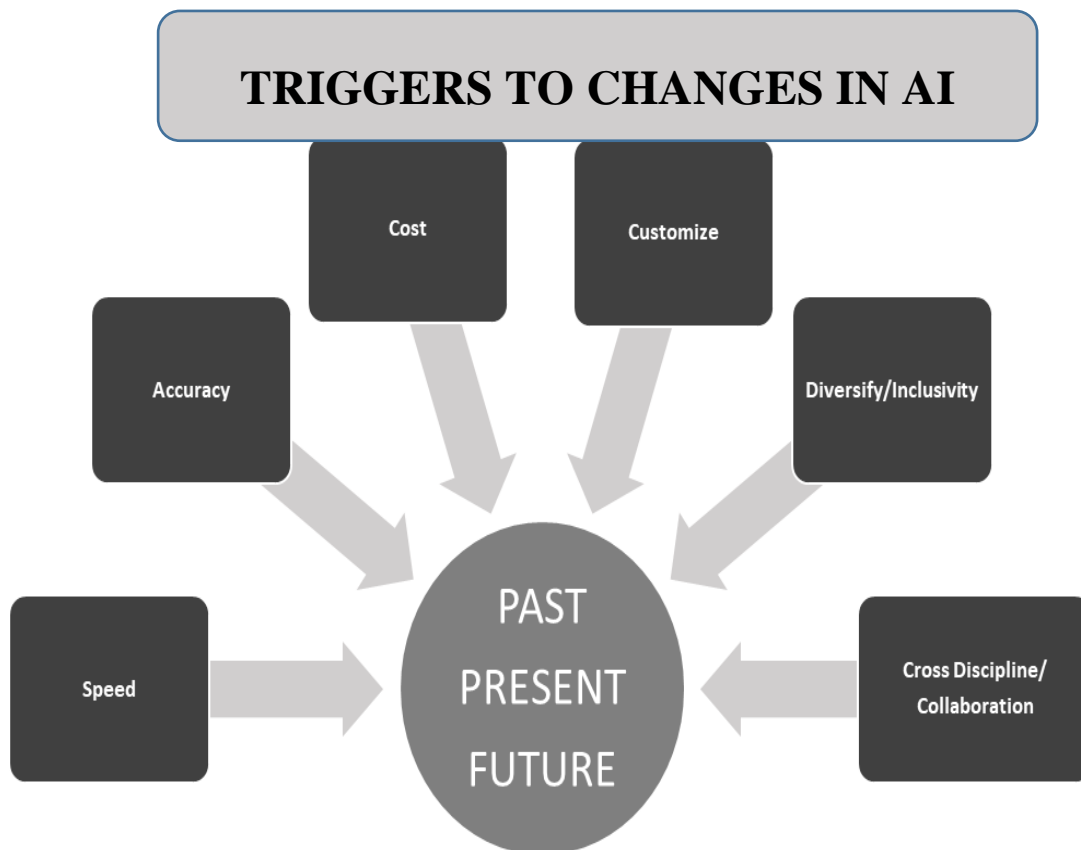 TRIGGERS TO CHANGES IN AI
Cost
Customize
Accuracy
Diversify/Inclusivity
Speed
PAST
PRESENT
FUTURE
Cross Discipline/
Collaboration